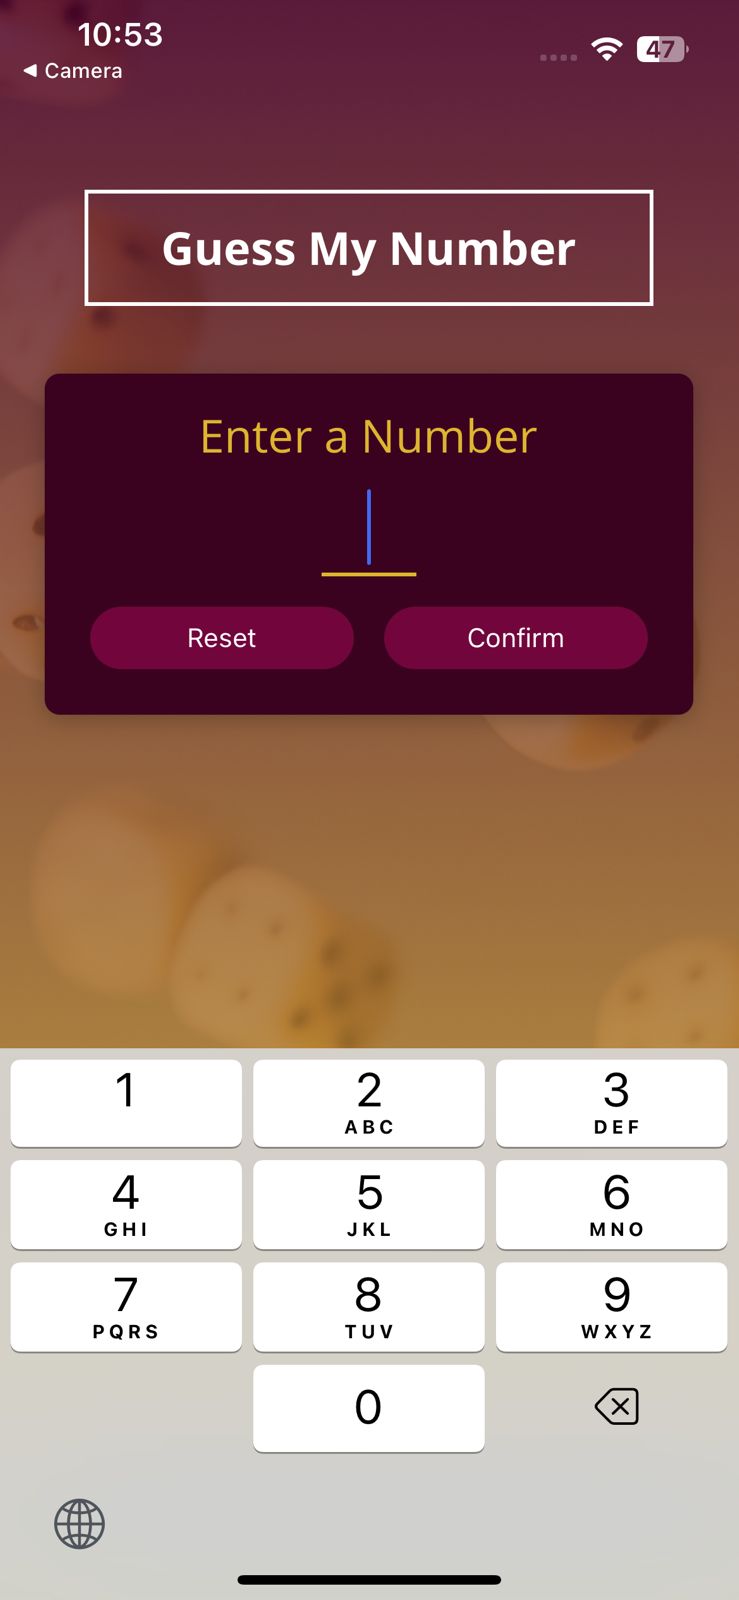 10:53
47
◀ Camera
Guess My Number
Enter a Number
Reset Confirm
1 2 3
ABC DEF
4 5 6
GHI JKL MNO
7 8 9
PQRS TUV WXYZ
0